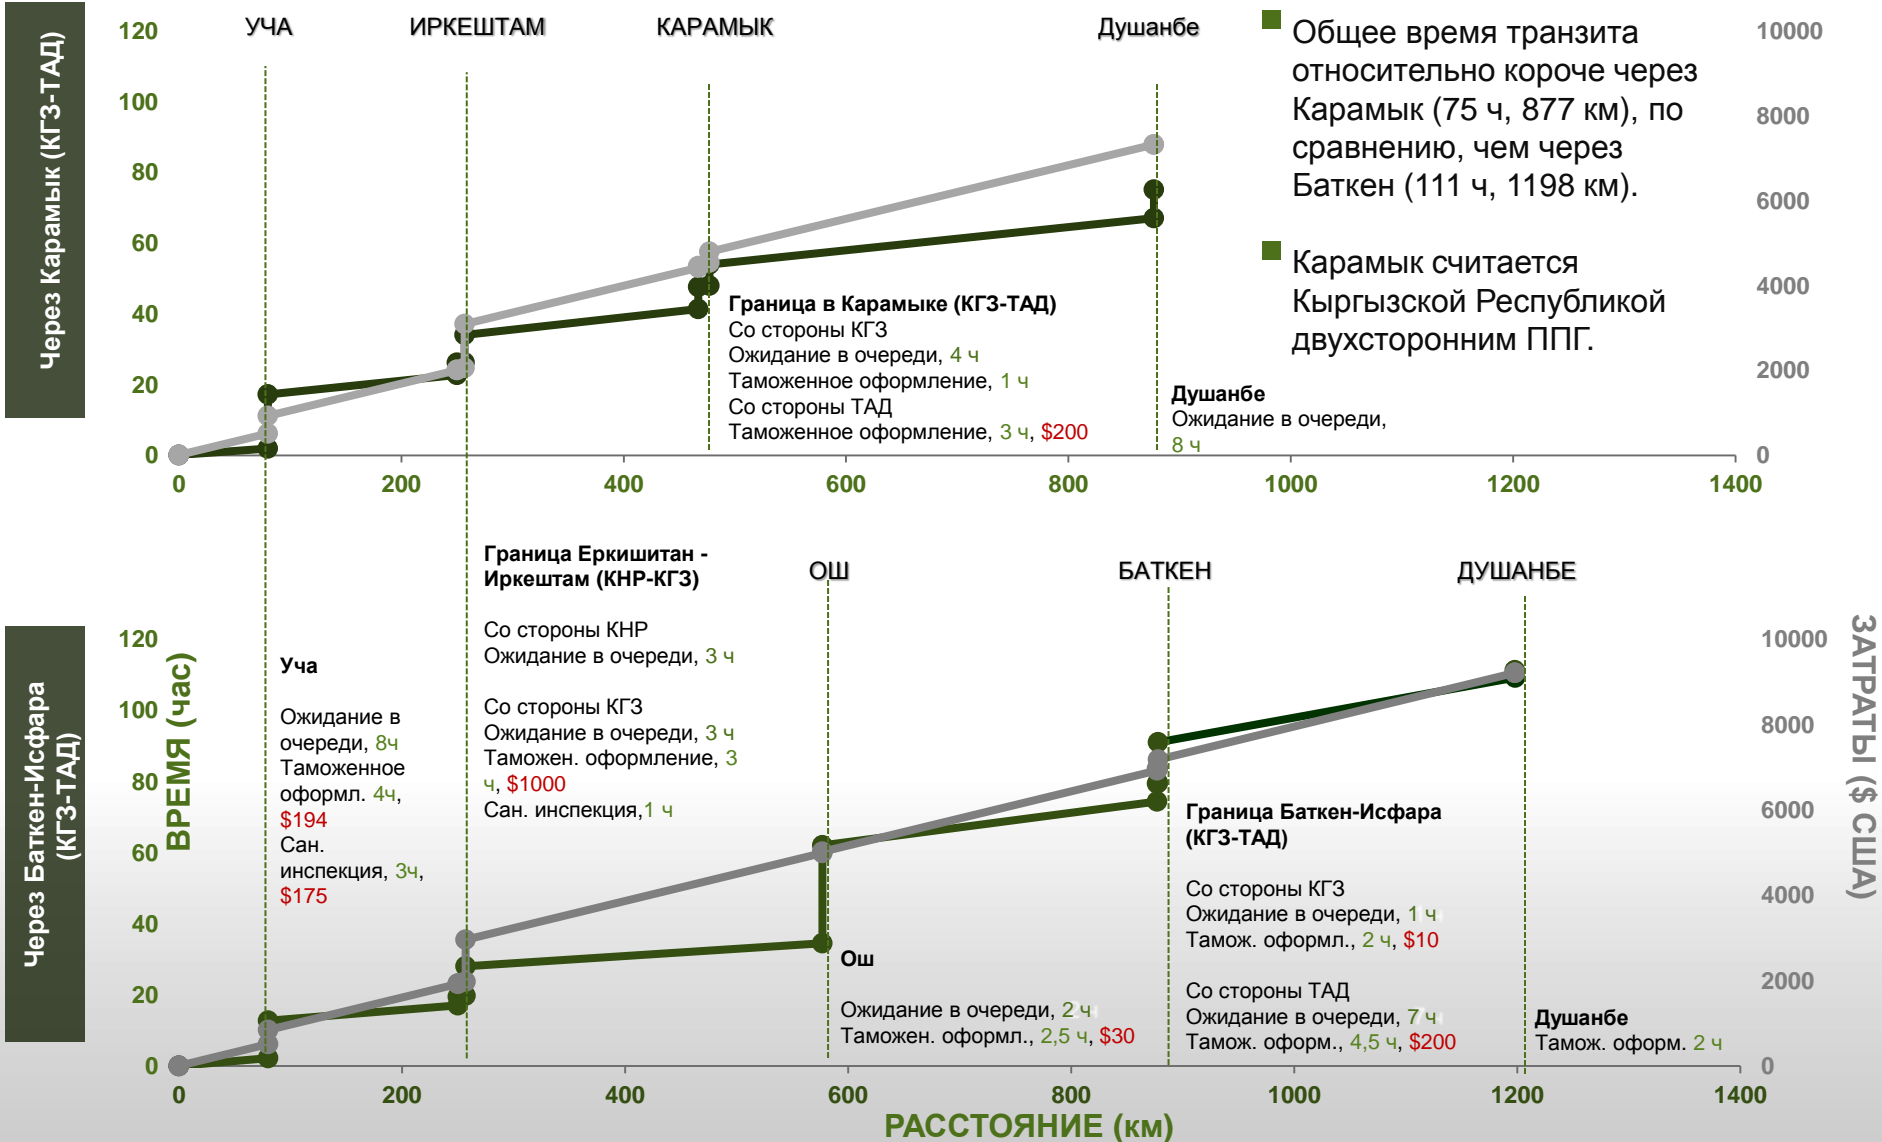 Через Карамык (КГЗ-ТАД)
УЧА
ИРКЕШТАМ
КАРАМЫК
Душанбе
120
100
80
60
40
20
0
10000
8000
6000
4000
2000
0
0
200
400
600
800
1000
1200
1400
Общее время транзита
относительно короче через
Карамык (75 ч, 877 км), по
сравнению, чем через
Баткен (111 ч, 1198 км).
Карамык считается
Кыргызской Республикой
двухсторонним ППГ.
Граница в Карамыке (КГЗ-ТАД)
Со стороны КГЗ
Ожидание в очереди, 4 ч
Таможенное оформление, 1 ч
Со стороны ТАД
Таможенное оформление, 3 ч, $200
Душанбе
Ожидание в очереди,
8 ч
Через Баткен-Исфара
(КГЗ-ТАД)
ОШ
БАТКЕН
ДУШАНБЕ
ВРЕМЯ (час)
120
100
80
60
40
20
0
Уча
Ожидание в
очереди, 8ч
Таможенное
оформл. 4ч,
$194
Сан.
инспекция, 3ч,
$175
Граница Еркишитан -
Иркештам (КНР-КГЗ)
Со стороны КНР
Ожидание в очереди, 3 ч
Со стороны КГЗ
Ожидание в очереди, 3 ч
Таможен. оформление, 3
ч, $1000
Сан. инспекция,1 ч
Ош
Ожидание в очереди, 2 ч
Таможен. оформл., 2,5 ч, $30
Граница Баткен-Исфара
(КГЗ-ТАД)
Со стороны КГЗ
Ожидание в очереди, 1 ч
Тамож. оформл., 2 ч, $10
Со стороны ТАД
Ожидание в очереди, 7 ч
Тамож. оформ., 4,5 ч, $200
Душанбе
Тамож. оформ. 2 ч
10000
8000
6000
4000
2000
0
ЗАТРАТЫ ($ США)
0
200
400
600
800
1000
1200
1400
РАССТОЯНИЕ (км)